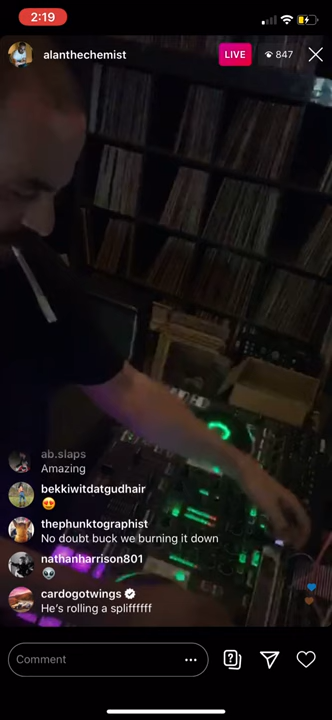 2:19
alanthechemist
LIVE
847
ab.slaps
Amazing
bekkiwitdatgudhair
😍
thephunktographist
No doubt buck we burning it down
nathanharrison801
👽
cardogotwings
He's rolling a spliffffff
Comment